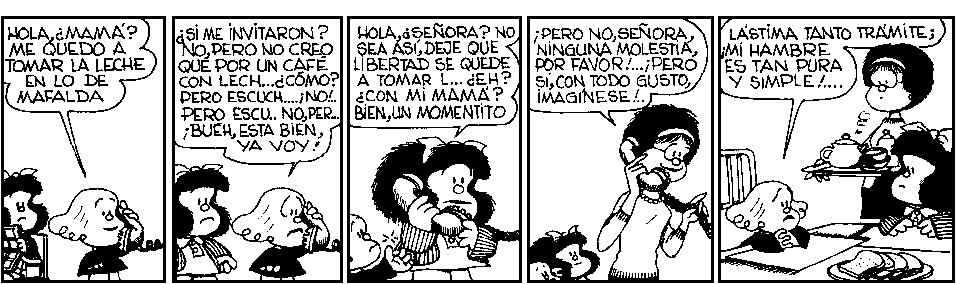 HOLA,¿MAMÁ?
ME QUEDO A
TOMAR LA LECHE
EN LO DE
MAFALDA
¿SI ME INVITARON?
NO, PERO NO CREO
QUE POR UN CAFÉ
CON LECH...¿CÓMO?
PERO ESCUCH....¡NO!..
PERO ESCU.. NO, PER..
¡BUEH, ESTA BIEN,
YA VOY!
HOLA,¿SEÑORA? NO
SEA ASÍ, DEJE QUE
LIBERTAD SE QUEDE
A TOMAR L... ¿EH?
¿CON MI MAMÁ?
BIEN, UN MOMENTITO
¡PERO NO, SEÑORA,
NINGUNA MOLESTIA,
POR FAVOR!...¡PERO
SI, CON TODO GUSTO,
IMAGÍNESE!..
LÁSTIMA TANTO TRÁMITE;
¡MI HAMBRE
ES TAN PURA
Y SIMPLE!....